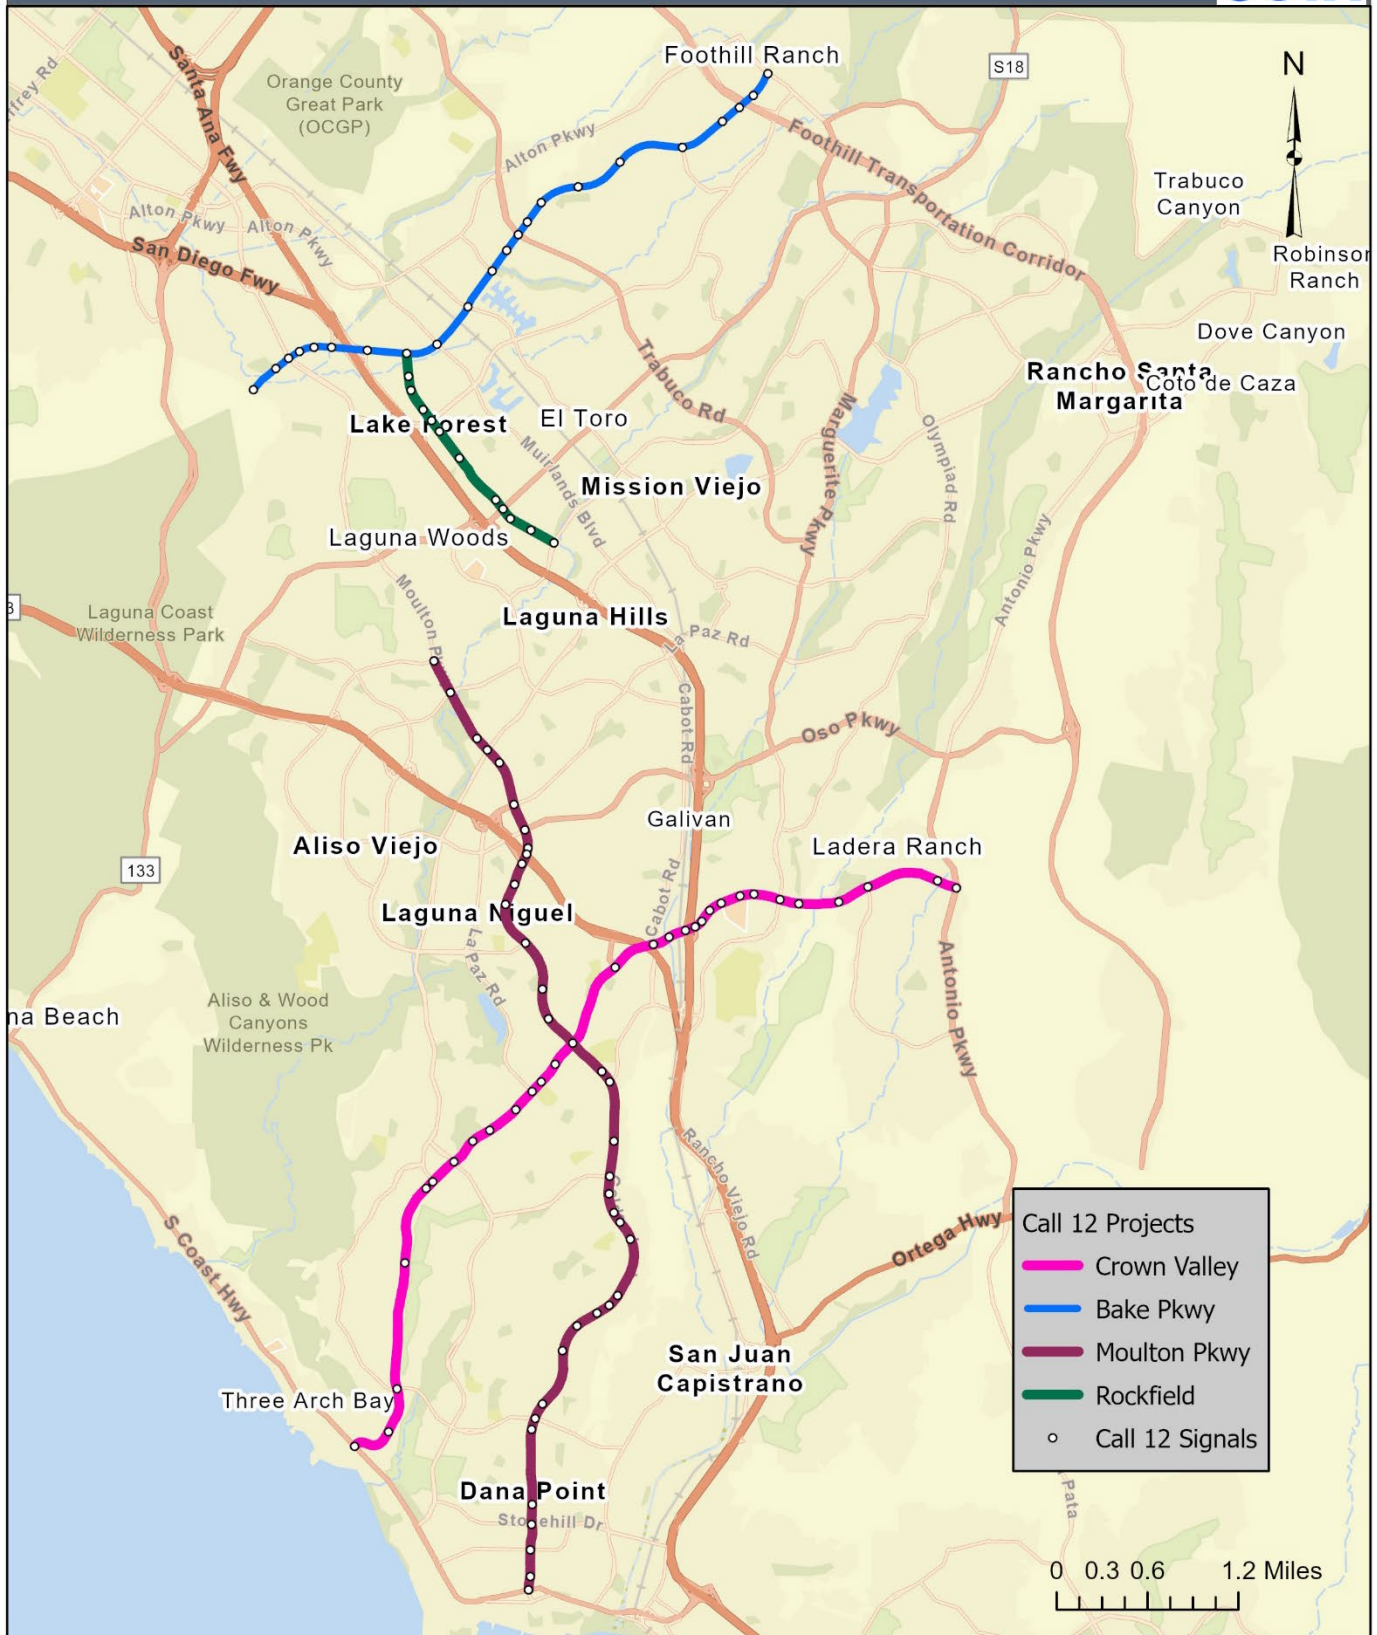 Foothill Ranch
S18
N
Santa Ana Fwy
Orange County
Great Park
(OCGP)
Alton Pkwy
Foothill Transportation Corridor
Trabuco
Canyon
Alton Pkwy
Alton Pkwy
San Diego Fwy
Robinson
Ranch
Dove Canyon
Trabuco Rd
Rancho Santa
Margarita
Coto de Caza
Marguerite Pkwy
Lake Forest
El Toro
Olympiad Rd
Muirlands Blvd
Mission Viejo
Laguna Woods
Antonio Pkwy
Moulton
Laguna Coast
Wilderness Park
Laguna Hills
La Paz Rd
Cabot Rd
Oso Pkwy
Galivan
Aliso Viejo
Ladera Ranch
133
Cabot Rd
Laguna Niguel
La Paz Rd
Antonio Pkwy
Aliso & Wood
Canyons
Wilderness Pk
na Beach
Rancho Viejo Rd
S Coast Hwy
Ortega Hwy
Call 12 Projects
Crown Valley
Bake Pkwy
Moulton Pkwy
Rockfield
Call 12 Signals
San Juan
Capistrano
Three Arch Bay
Dana Point
Stonehill Dr
Pata
0 0.3 0.6 1.2 Miles